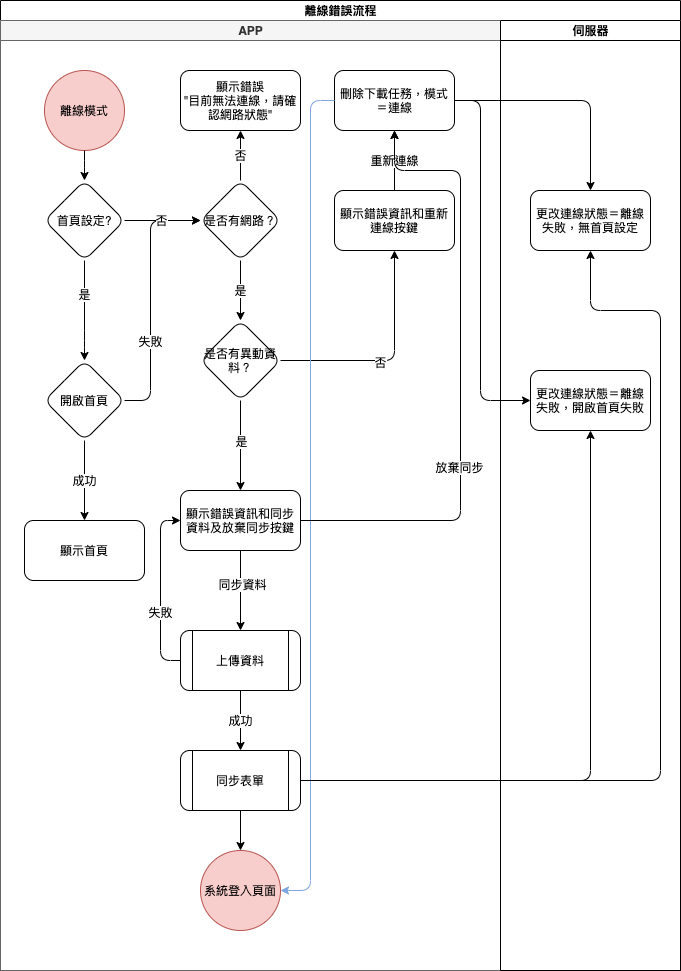 離線錯誤流程
APP
伺服器
離線模式
顯示錯誤
"目前無法連線，請確
認網路狀態"
刪除下載任務，模式
＝連線
否
重新連線
首頁設定?
否
是否有網路？
顯示錯誤資訊和重新
連線按鍵
更改連線狀態＝離線
失敗，無首頁設定
是
是
失敗
是否有異動資
料？
否
開啟首頁
更改連線狀態＝離線
失敗，開啟首頁失敗
是
放棄同步
成功
顯示錯誤資訊和同步
資料及放棄同步按鍵
顯示首頁
同步資料
失敗
上傳資料
成功
同步表單
系統登入頁面